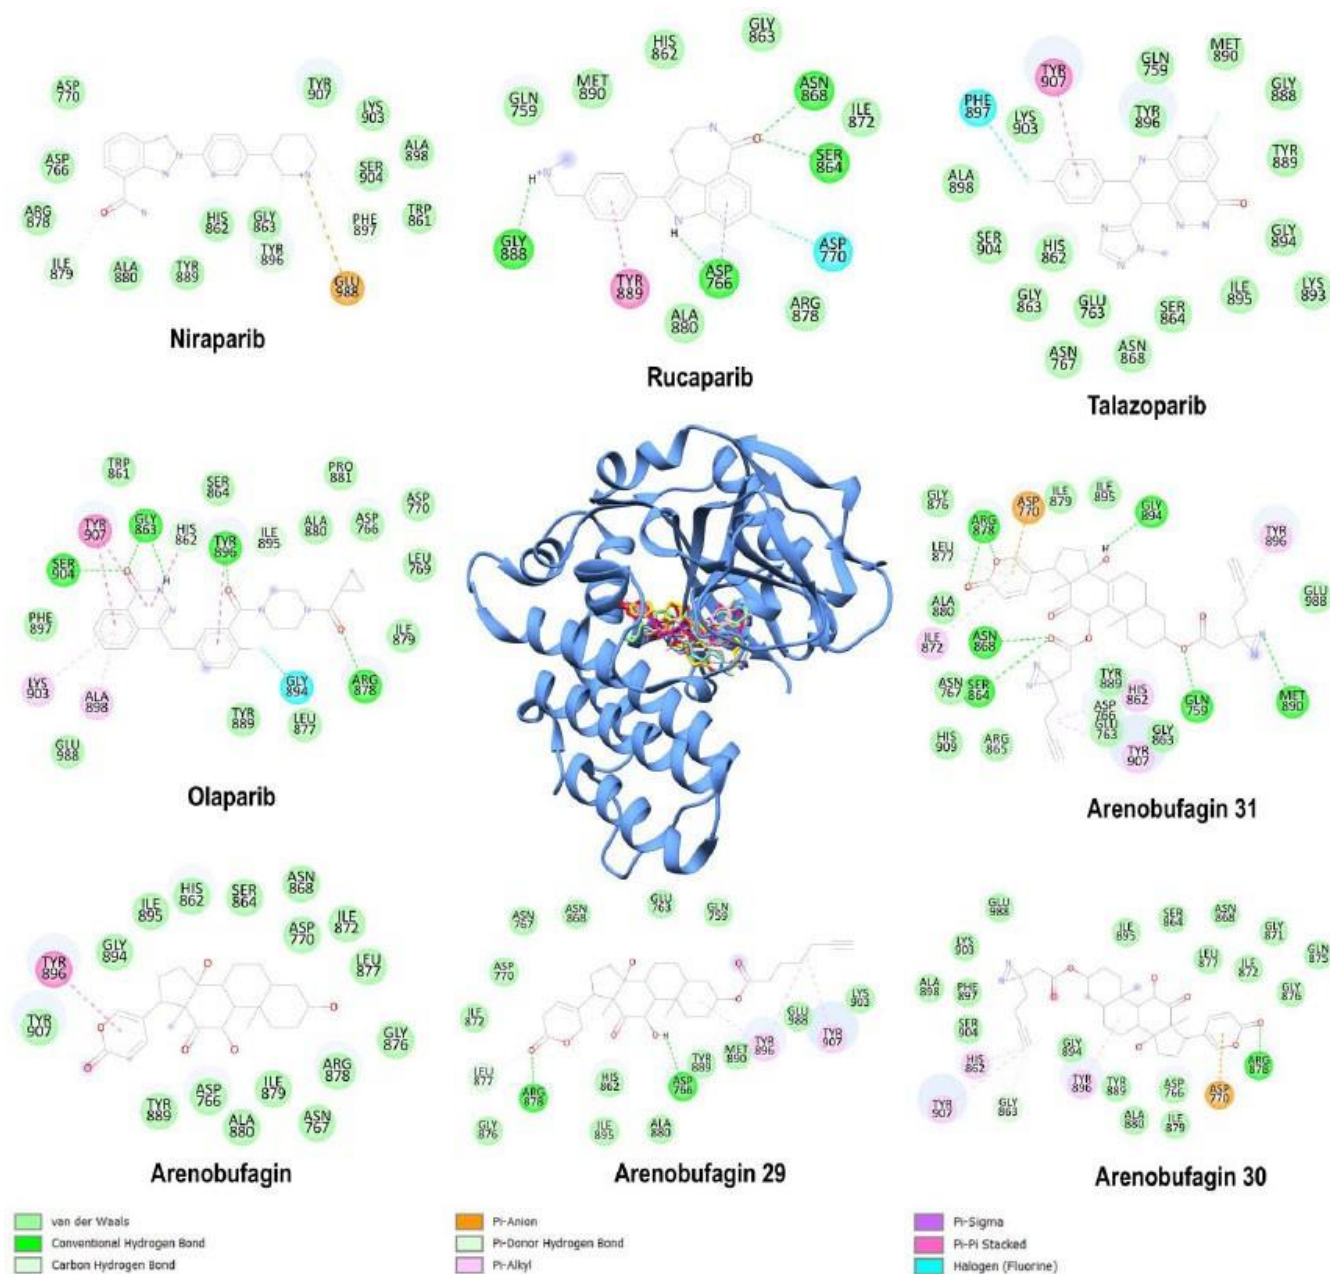 ASP
770
ASP
766
ARG
878
ILE
879
ALA
880
TYR
889
HIS
862
GLY
863
TYR
896
TYR
907
LYS
903
ALA
898
SER
904
PHE
897
TRP
861
GLU
988
N
O
N
Niraparib
GLN
759
MET
890
HIS
862
GLY
863
ASN
868
ILE
872
SER
864
ASP
770
ARG
878
ASP
766
ALA
880
TYR
889
GLY
888
H
N
O
H
Rucaparib
TYR
907
PHE
897
LYS
903
GLN
759
MET
890
TYR
896
GLY
888
TYR
889
ALA
898
SER
904
HIS
862
GLY
863
GLU
763
ASN
767
ASN
868
SER
864
ILE
895
GLY
894
LYS
893
O
Talazoparib
TRP
861
SER
864
PRO
881
TYR
907
GLY
863
HIS
862
TYR
896
ILE
895
ALA
880
ASP
766
ASP
770
LEU
769
SER
904
PHE
897
ILE
879
LYS
903
ALA
898
GLY
894
ARG
878
TYR
889
LEU
877
GLU
988
Olaparib
GLY
876
ARG
878
ASP
770
ILE
879
ILE
895
GLY
894
TYR
896
LEU
877
GLU
988
ALA
880
ILE
872
ASN
868
ASN
767
SER
864
TYR
889
ASP
766
HIS
862
GLU
763
GLY
863
TYR
907
GLN
759
MET
890
HIS
909
ARG
865
Arenobufagin 31
TYR
896
GLY
894
ILE
895
HIS
862
SER
864
ASN
868
ASP
770
ILE
872
LEU
877
TYR
907
GLY
876
ARG
878
TYR
889
ASP
766
ALA
880
ILE
879
ASN
767
Arenobufagin
ASN
767
ASN
868
GLU
763
GLN
759
ASP
770
LYS
903
ILE
872
GLU
988
TYR
896
TYR
907
LEU
877
ARG
878
HIS
862
ASP
766
TYR
889
MET
890
GLY
876
ILE
895
ALA
880
Arenobufagin 29
GLU
988
LYS
903
ALA
898
PHE
897
SER
904
HIS
862
TYR
907
GLY
863
GLY
894
TYR
896
TYR
889
ILE
895
SER
864
ASN
868
GLY
871
GLN
875
LEU
877
ILE
872
GLY
876
ARG
878
ASP
766
ASP
770
ALA
880
ILE
879
Arenobufagin 30
van der Waals
Conventional Hydrogen Bond
Carbon Hydrogen Bond
Pi-Anion
Pi-Donor Hydrogen Bond
Pi-Alkyl
Pi-Sigma
Pi-Pi Stacked
Halogen (Fluorine)